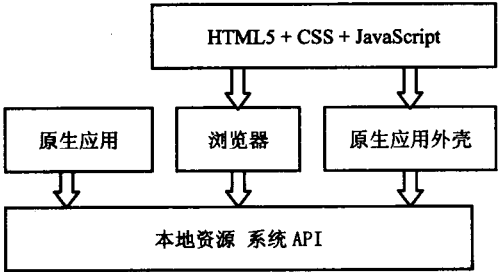 HTML5 + CSS + JavaScript
原生应用
浏览器
原生应用外壳
本地资源 系统 API